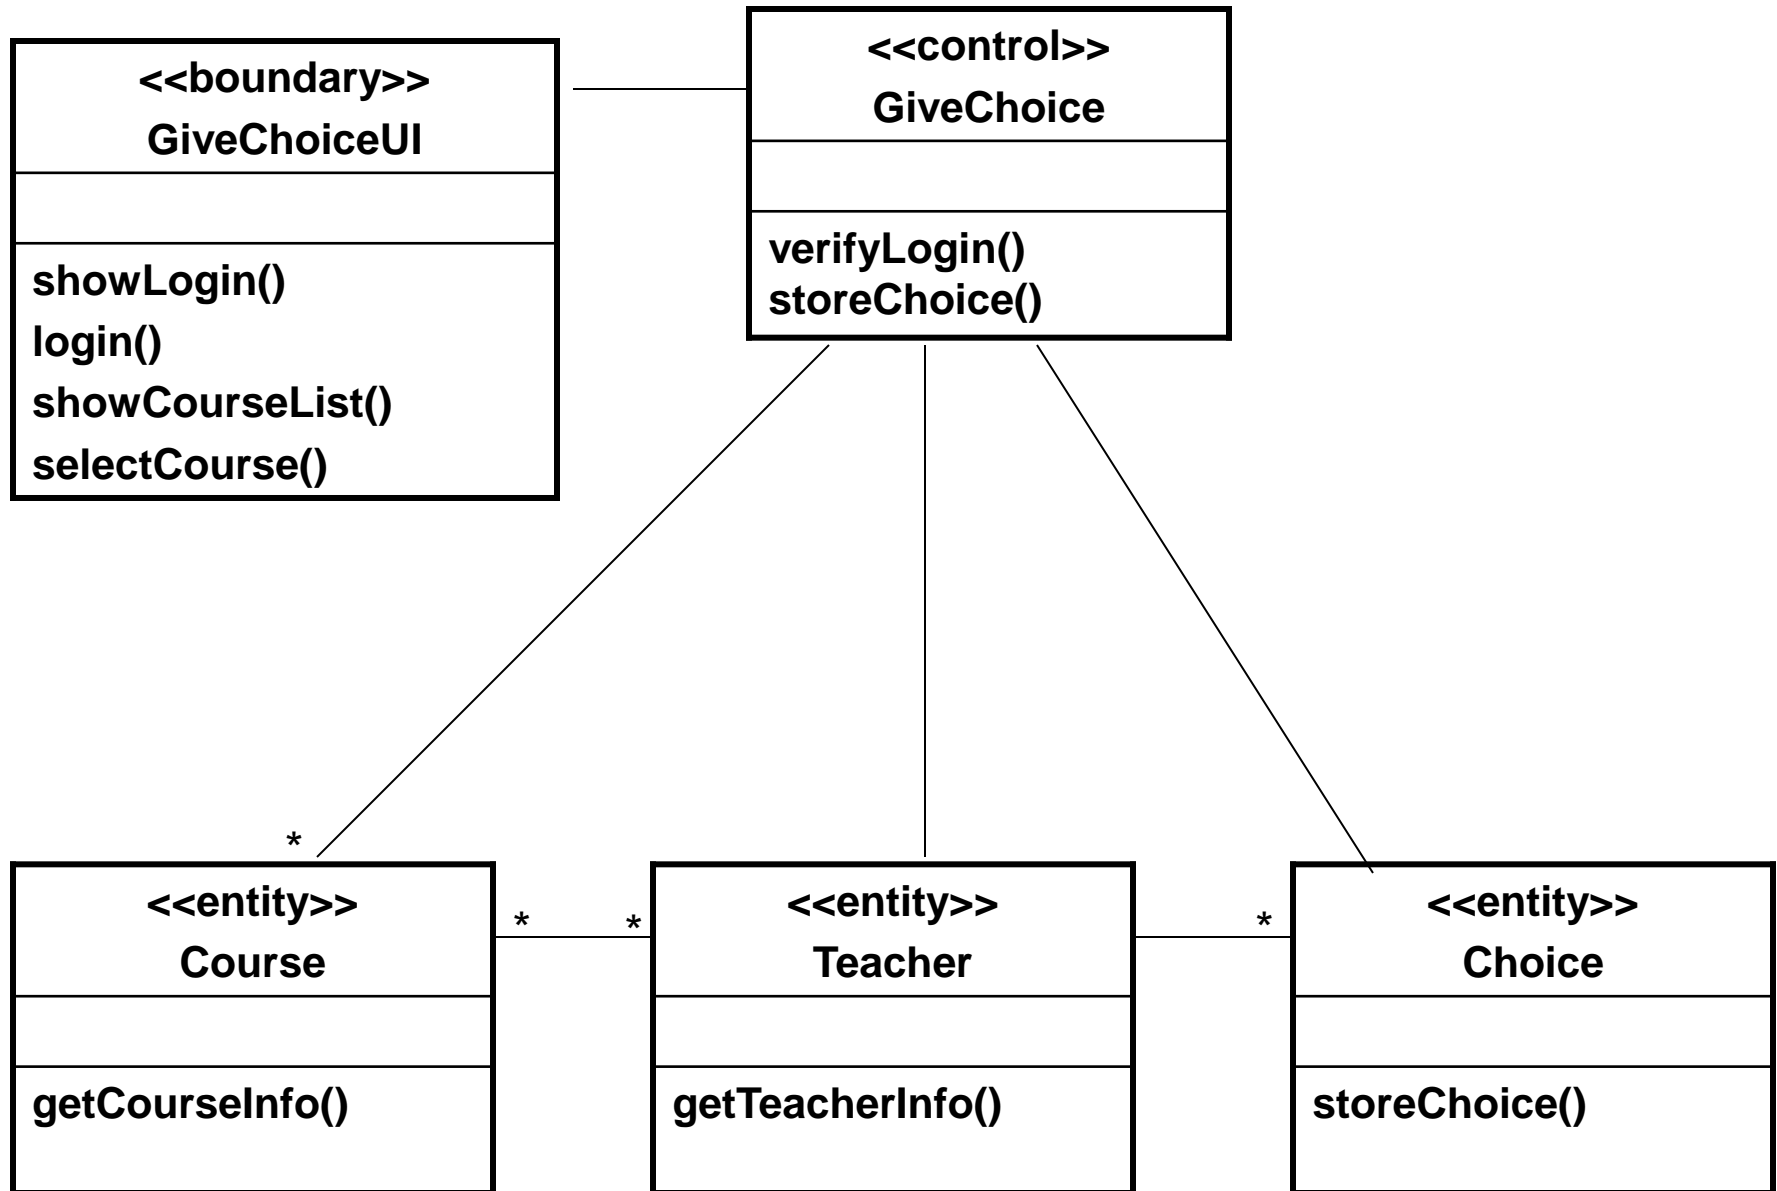 <<boundary>>
GiveChoiceUI
showLogin()
login()
showCourseList()
selectCourse()
<<control>>
GiveChoice
verifyLogin()
storeChoice()
*
<<entity>>
Course
getCourseInfo()
*
*
<<entity>>
Teacher
getTeacherInfo()
*
<<entity>>
Choice
storeChoice()